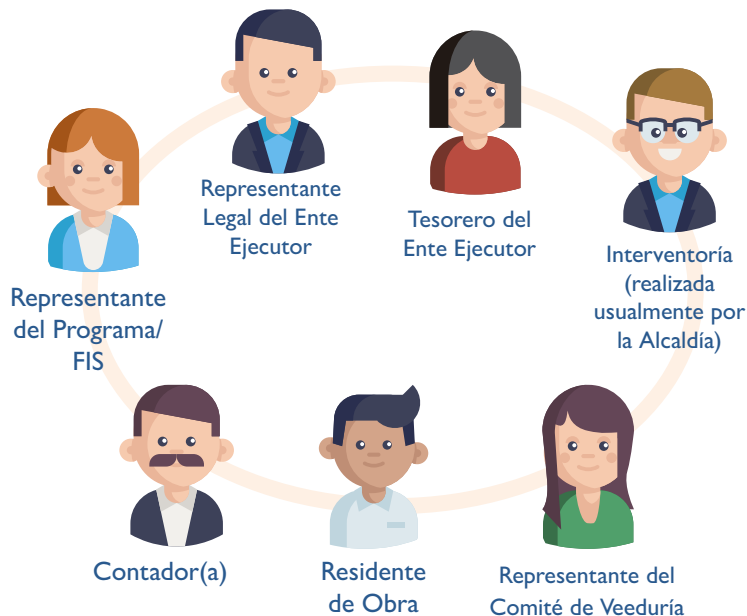 Representante
Legal del Ente
Ejecutor
Tesorero del
Ente Ejecutor
Interventoría
(realizada
usualmente por
la Alcaldía)
Representante
del Programa/
FIS
Contador(a)
Residente
de Obra
Representante del
Comité de Veeduría